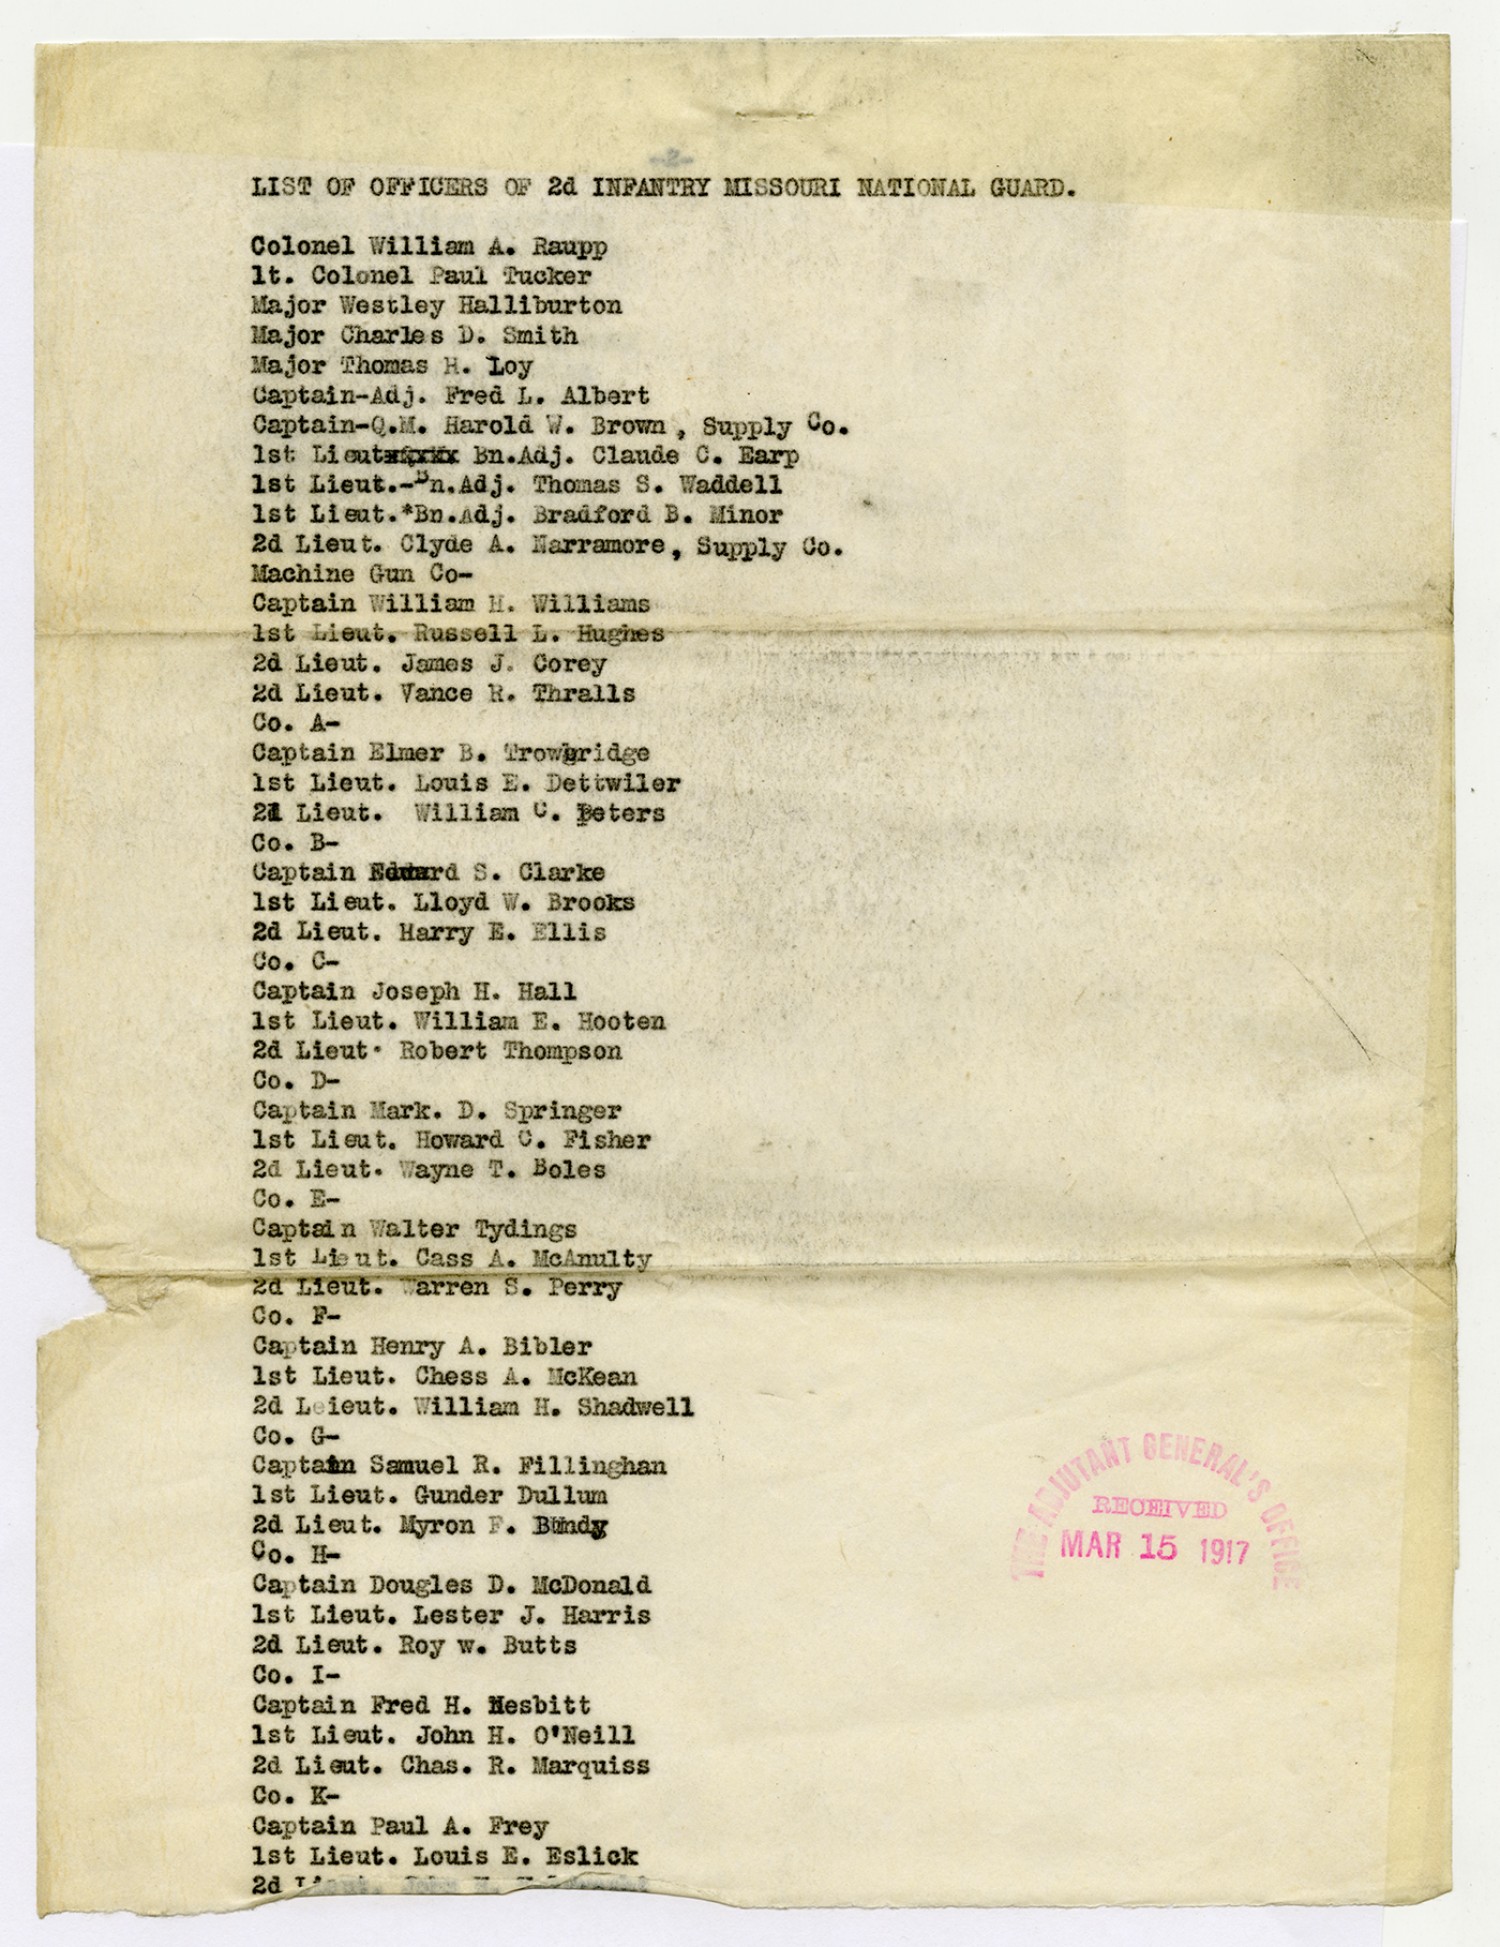 -2-
LIST OF OFFICERS OF 2d INFANTRY MISSOURI NATIONAL GUARD.
Colonel William A. Raupp
lt. Colonel Paul Tucker
Major Westley Halliburton
Major Charles D. Smith
Major Thomas H. Loy
Captain-Adj. Fred L. Albert
Captain-Q.M. Harold W. Brown, Supply Co.
1st Lieut Bn.Adj. Claude C. Earp
1st Lieut.-Bn.Adj. Thomas S. Waddell
1st Lieut.*Bn.Adj. Bradford B. Minor
2d Lieut. Clyde A. Narramore, Supply Co.
Machine Gun Co-
Captain William H. Williams
1st Lieut. Russell L. Hughes
2d Lieut. James J. Corey
2d Lieut. Vance R. Thralls
Co. A-
Captain Elmer B. Trowbridge
1st Lieut. Louis E. Dettwiler
2d Lieut. William C. Peters
Co. B-
Captain Edward S. Clarke
1st Lieut. Lloyd W. Brooks
2d Lieut. Harry E. Ellis
Co. C-
Captain Joseph H. Hall
1st Lieut. William E. Hooten
2d Lieut. Robert Thompson
Co. D-
Captain Mark. D. Springer
1st Lieut. Howard C. Fisher
2d Lieut. Wayne T. Boles
Co. E-
Captain Walter Tydings
1st Lieut. Cass A. McAnulty
2d Lieut. Warren S. Perry
Co. F-
Captain Henry A. Bibler
1st Lieut. Chess A. McKean
2d Leieut. William H. Shadwell
Co. G-
Captain Samuel R. Fillinghan
1st Lieut. Gunder Dullum
2d Lieut. Myron F. Bundy
Co. H-
Captain Dougles D. McDonald
1st Lieut. Lester J. Harris
2d Lieut. Roy w. Butts
Co. I-
Captain Fred H. Nesbitt
1st Lieut. John H. O'Neill
2d Lieut. Chas. R. Marquiss
Co. K-
Captain Paul A. Frey
1st Lieut. Louis E. Eslick
2d Lieut.
THE ADJUTANT GENERAL'S OFFICE
RECEIVED
MAR 15 1917